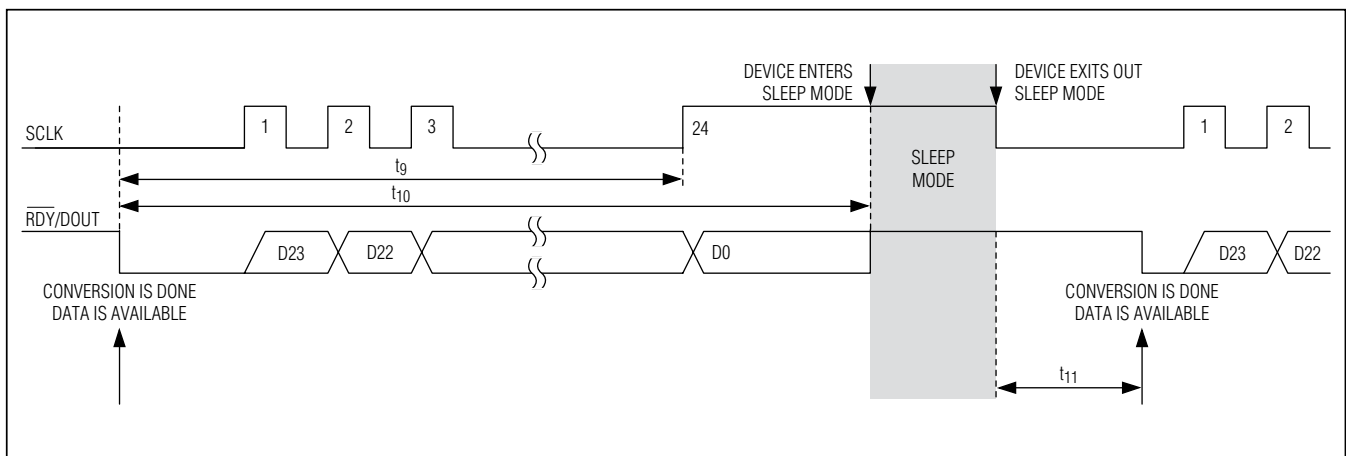 DEVICE ENTERS
SLEEP MODE
DEVICE EXITS OUT
SLEEP MODE
SCLK
1
2
3
24
1
2
SLEEP
MODE
t9
t10
RDY/DOUT
D23
D22
D0
D23
D22
CONVERSION IS DONE
DATA IS AVAILABLE
CONVERSION IS DONE
DATA IS AVAILABLE
t11